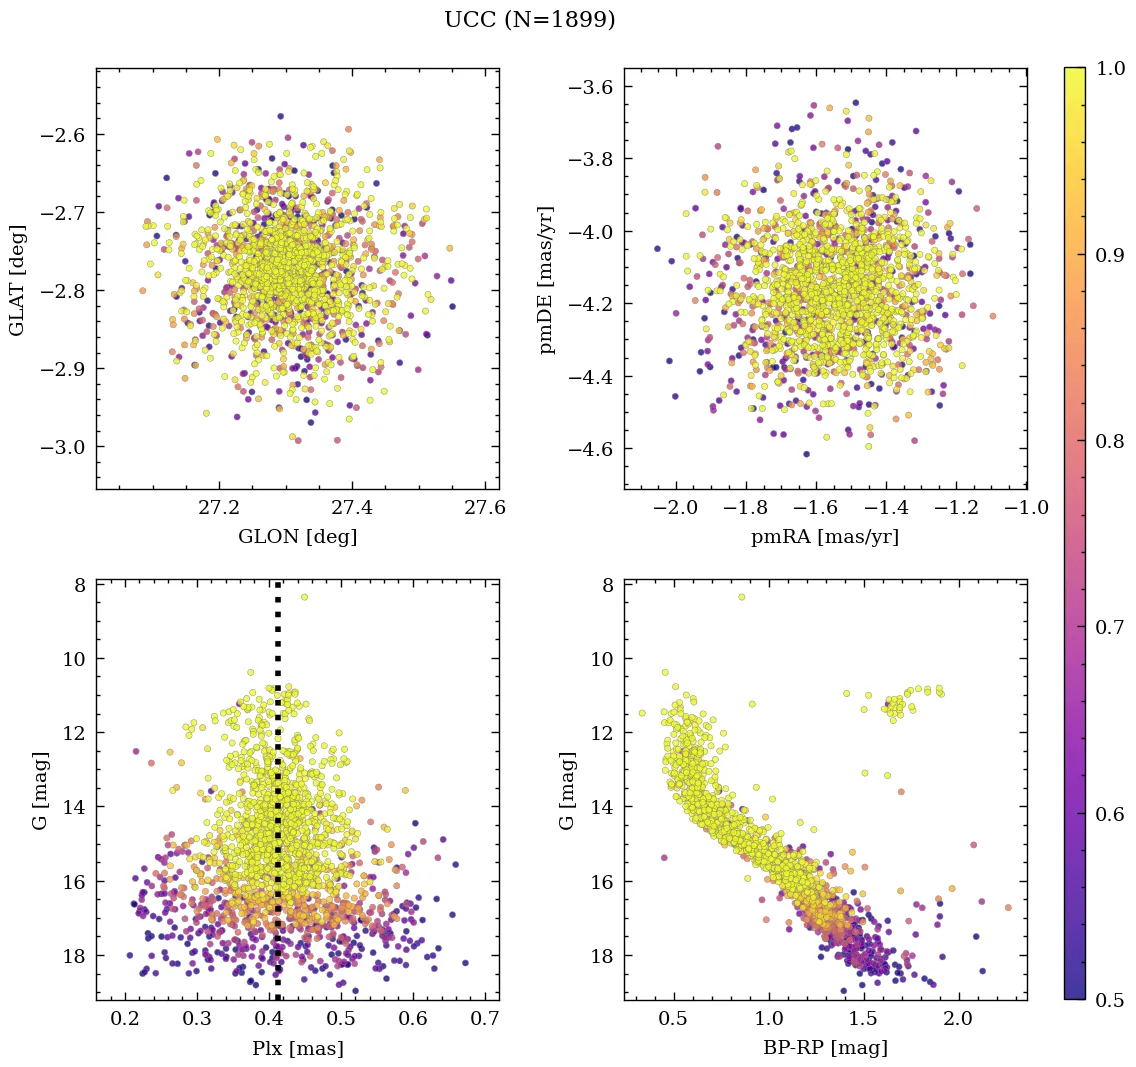 UCC (N=1899)
−2.6
−2.7
−2.8
−2.9
−3.0
GLAT [deg]
27.2 27.4 27.6
GLON [deg]
−3.6
−3.8
−4.0
−4.2
−4.4
−4.6
pmDE [mas/yr]
−2.0 −1.8 −1.6 −1.4 −1.2 −1.0
pmRA [mas/yr]
8
10
12
14
16
18
G [mag]
0.2 0.3 0.4 0.5 0.6 0.7
Plx [mas]
8
10
12
14
16
18
G [mag]
0.5 1.0 1.5 2.0
BP-RP [mag]
1.0
0.9
0.8
0.7
0.6
0.5